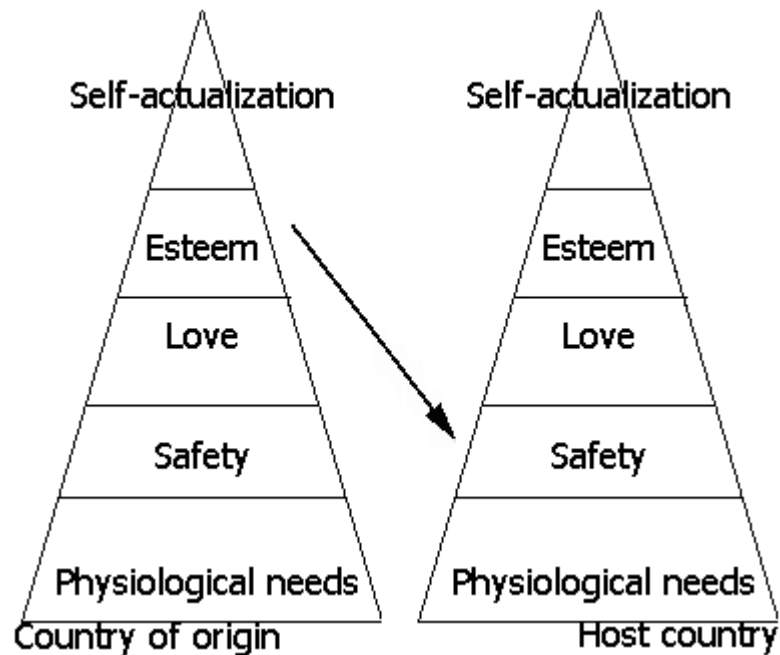 Self-actualization
Esteem
Love
Safety
Physiological needs
Country of origin
Self-actualization
Esteem
Love
Safety
Physiological needs
Host country